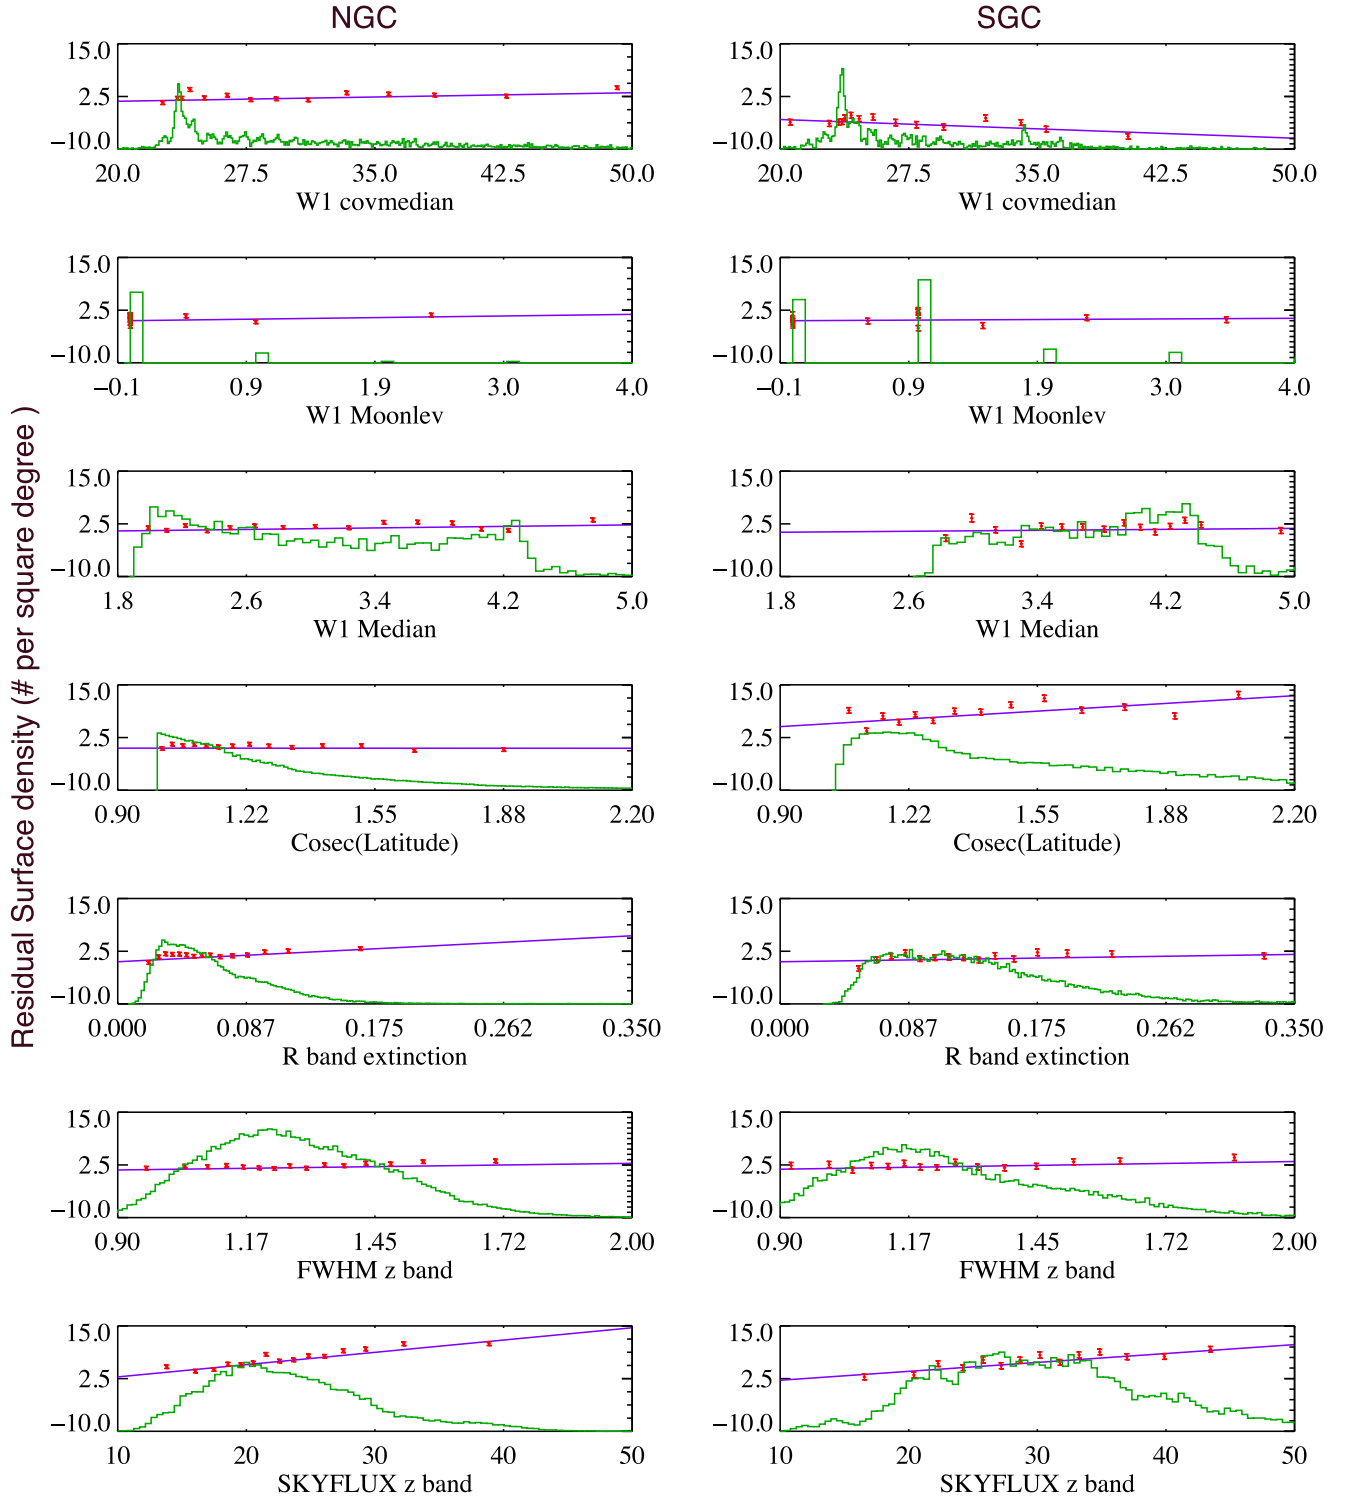 NGC SGC
15.0 15.0
2.5 2.5
−10.0 −10.0
20.0 27.5 35.0 42.5 50.0 20.0 27.5 35.0 42.5 50.0
W1 covmedian W1 covmedian
15.0 15.0
2.5 2.5
−10.0 −10.0
−0.1 0.9 1.9 3.0 4.0 −0.1 0.9 1.9 3.0 4.0
W1 Moonlev W1 Moonlev
Residual Surface density (# per square degree )
15.0 15.0
2.5 2.5
−10.0 −10.0
1.8 2.6 3.4 4.2 5.0 1.8 2.6 3.4 4.2 5.0
W1 Median W1 Median
15.0 15.0
2.5 2.5
−10.0 −10.0
0.90 1.22 1.55 1.88 2.20 0.90 1.22 1.55 1.88 2.20
Cosec(Latitude) Cosec(Latitude)
15.0 15.0
2.5 2.5
−10.0 −10.0
0.000 0.087 0.175 0.262 0.350 0.000 0.087 0.175 0.262 0.350
R band extinction R band extinction
15.0 15.0
2.5 2.5
−10.0 −10.0
0.90 1.17 1.45 1.72 2.00 0.90 1.17 1.45 1.72 2.00
FWHM z band FWHM z band
15.0 15.0
2.5 2.5
−10.0 −10.0
10 20 30 40 50 10 20 30 40 50
SKYFLUX z band SKYFLUX z band